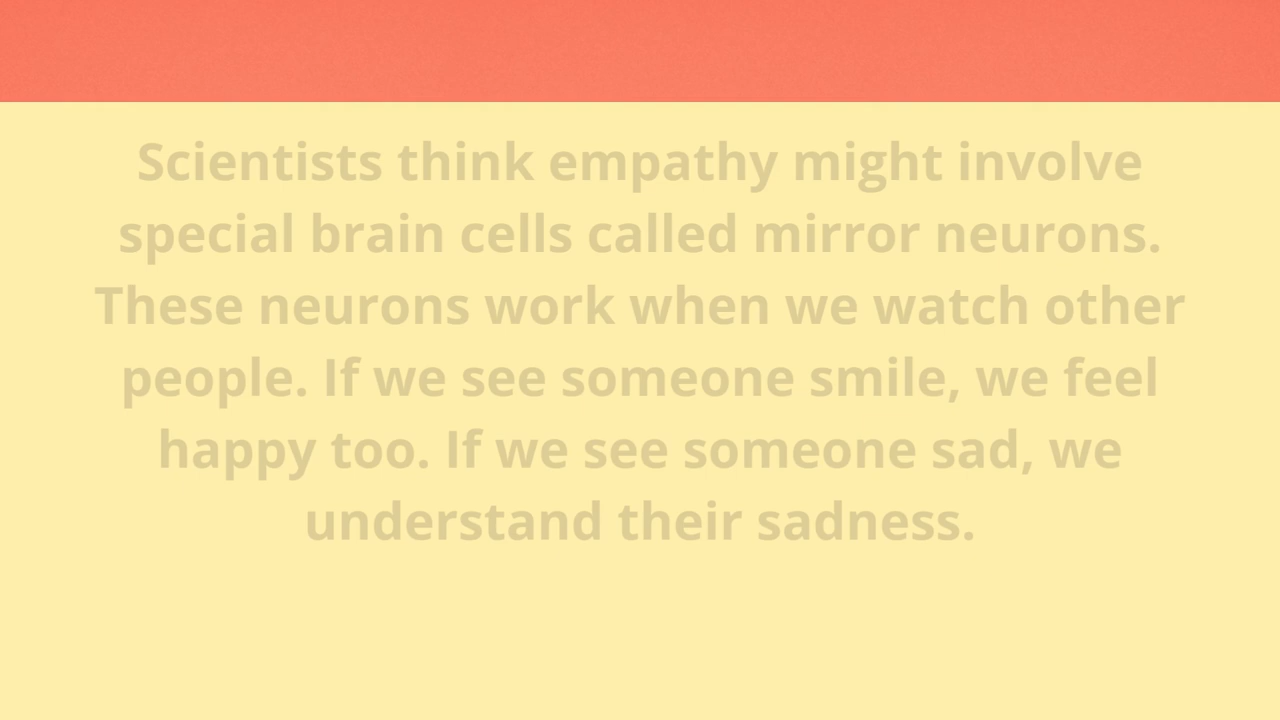 Scientists think empathy might involve
special brain cells called mirror neurons.
These neurons work when we watch other
people. If we see someone smile, we feel
happy too. If we see someone sad, we
understand their sadness.